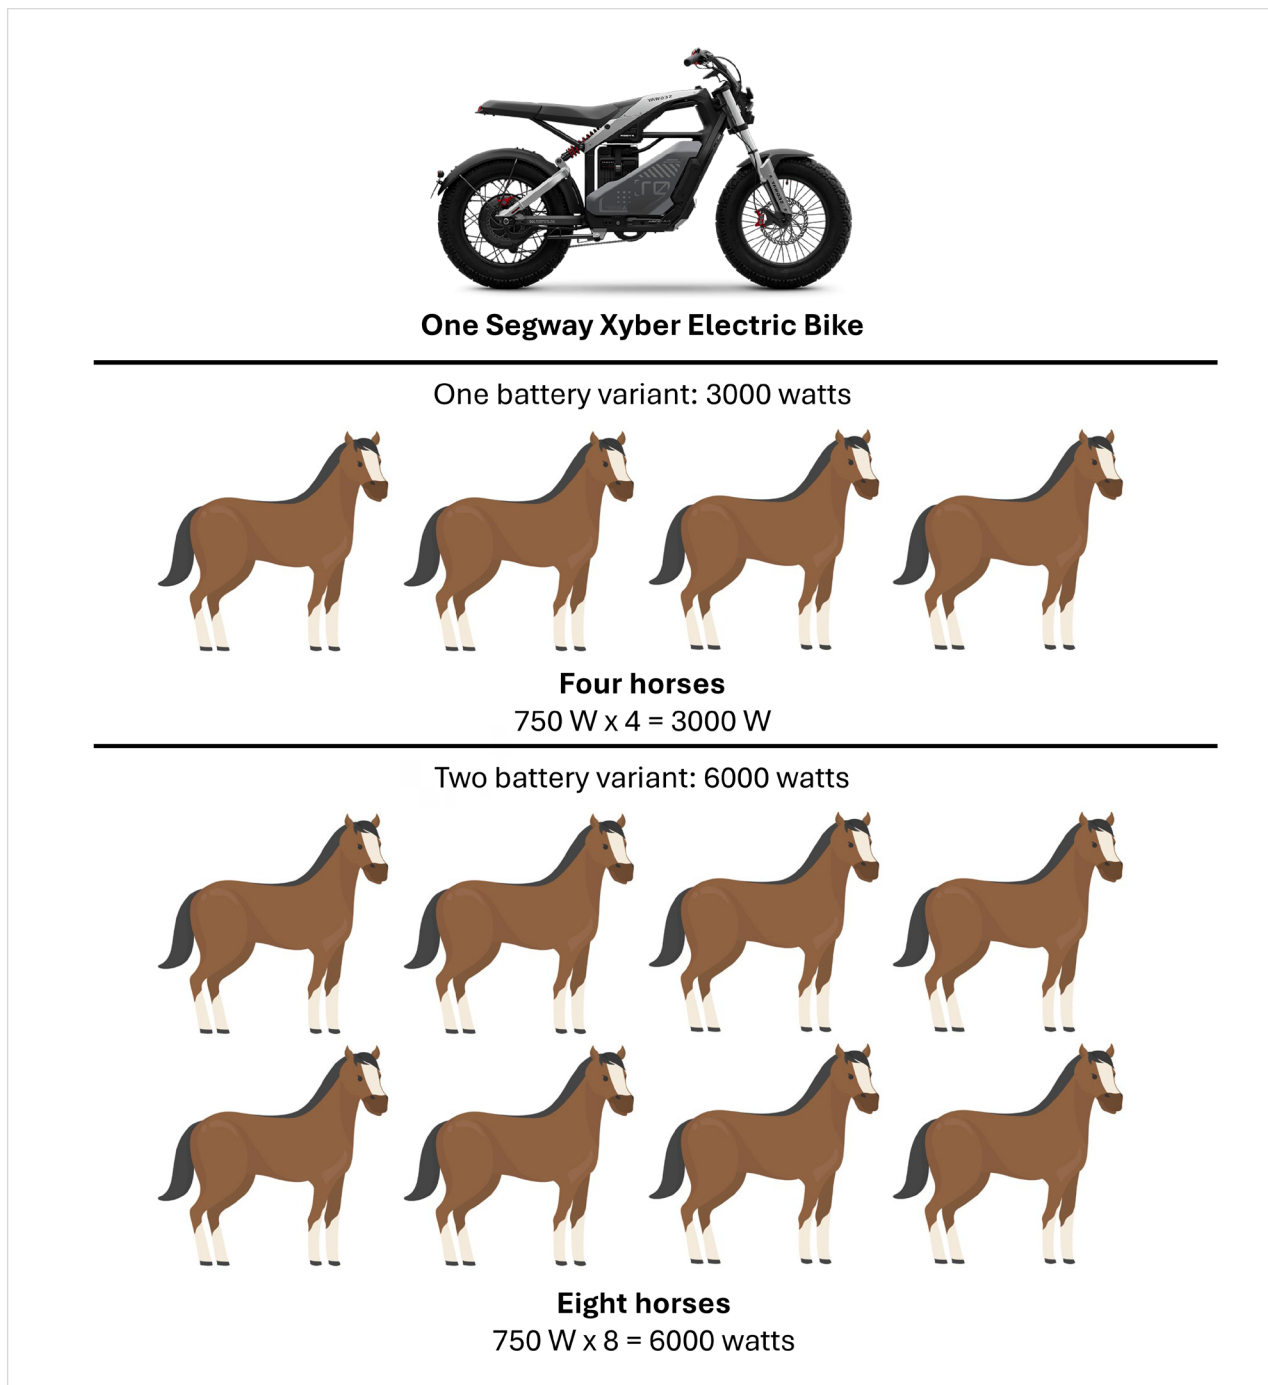 One Segway Xyber Electric Bike
One battery variant: 3000 watts
Four horses
750 W x 4 = 3000 W
Two battery variant: 6000 watts
Eight horses
750 W x 8 = 6000 watts